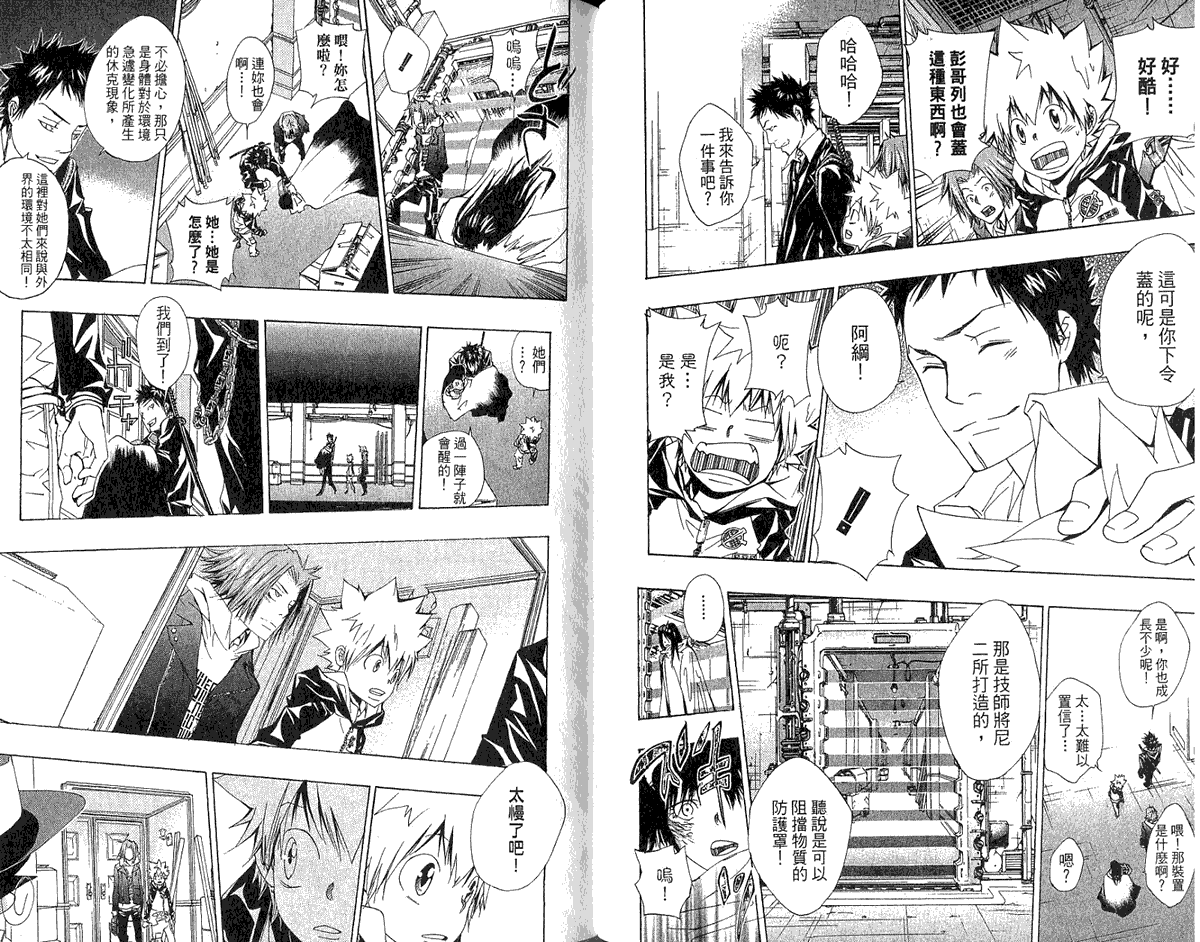 好……
好酷！
彭哥列也會蓋
這種東西啊？
哈哈哈！
我來告訴你
一件事吧？
這可是你下令
蓋的呢，
阿綱！
呃？
是…
是我？
！
是啊，你也成
長不少呢！
太…太難以
置信了…
喂！那裝置
是什麼啊？
嗯？
那是技師將尼
二所打造的，
聽說是可以
阻擋物質的
防護罩！
……
嗚！
嗚…
！
喂！妳怎
麼啦？
連妳也會
啊…！
她…她是
怎麼了？
不必擔心，那只
是身體對於環境
急遽變化所產生
的休克現象，
這裡對她們來說與外
界的環境不太相同！
她們
…？
過一陣子就
會醒的！
我們到了！
太慢了吧！